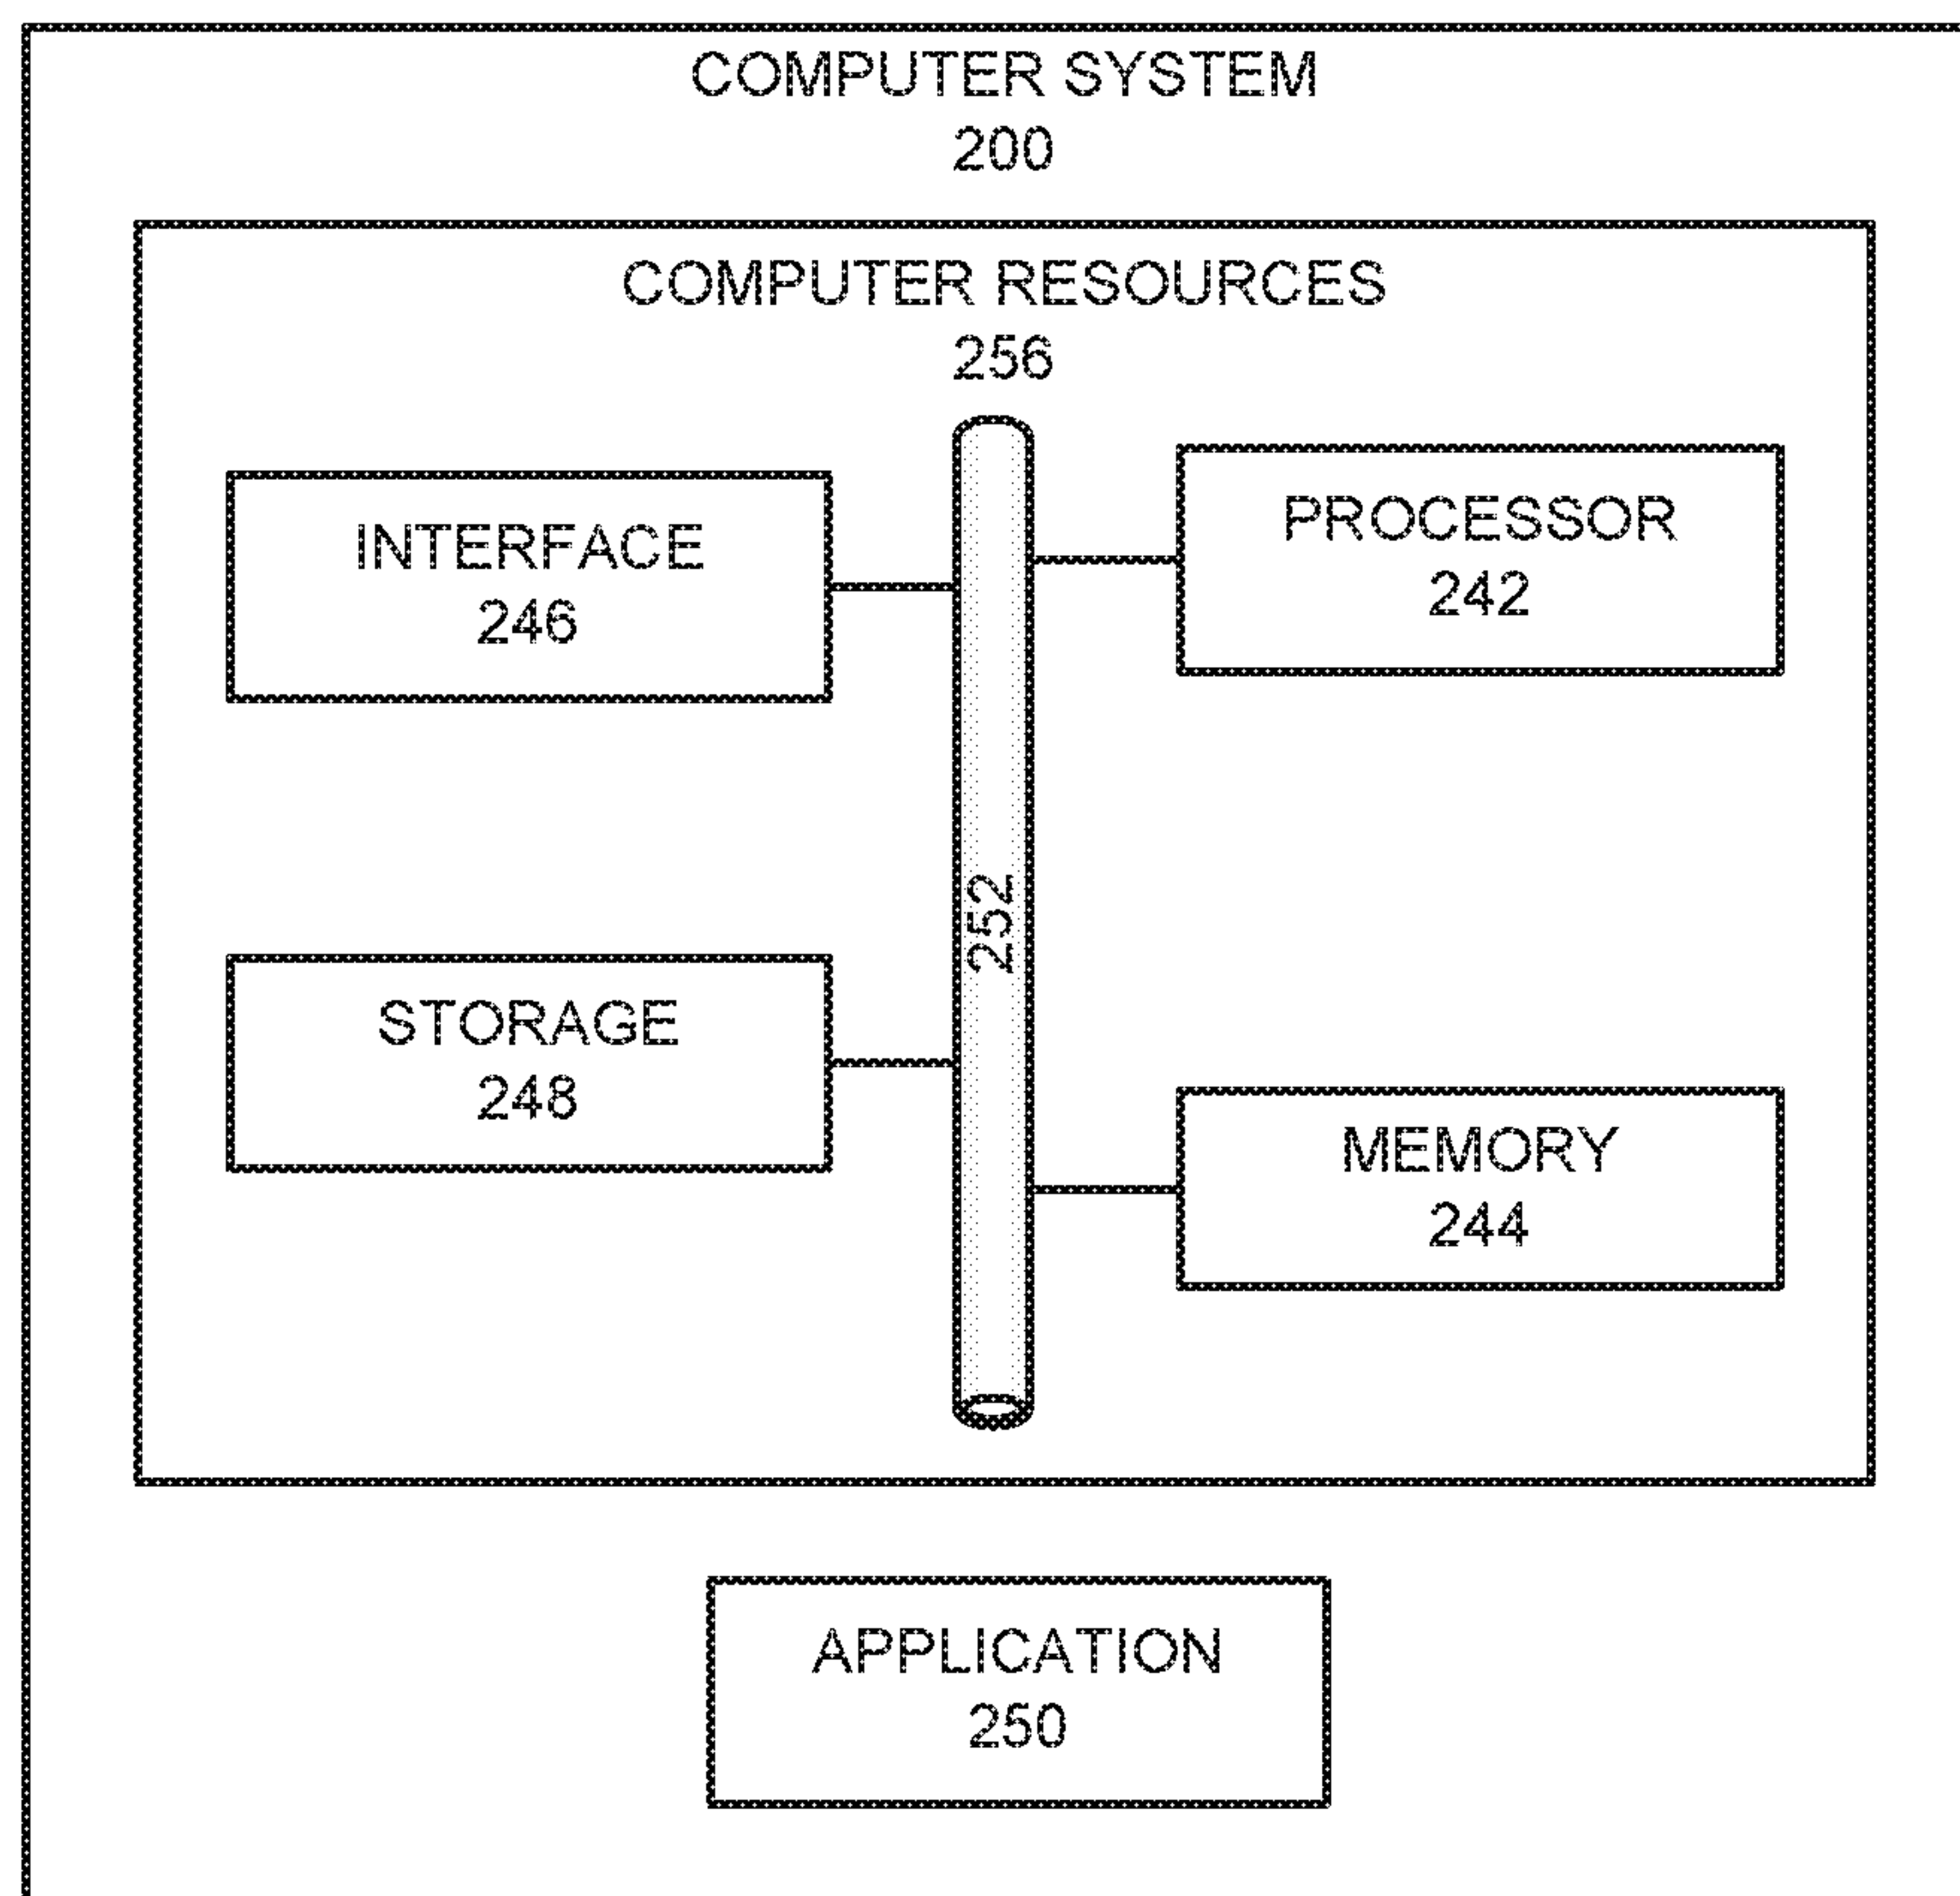 COMPUTER SYSTEM
200
COMPUTER RESOURCES
256
INTERFACE
246
PROCESSOR
242
252
STORAGE
248
MEMORY
244
APPLICATION
250